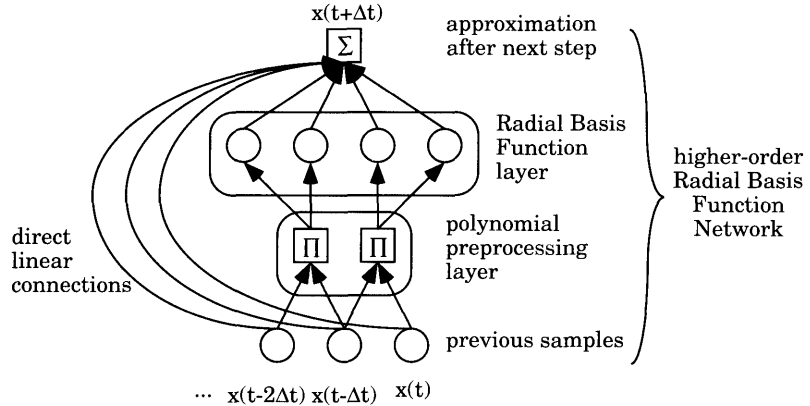 x(t+Δt)
Σ
approximation
after next step
Radial Basis
Function
layer
higher-order
Radial Basis
Function
Network
polynomial
preprocessing
layer
Π Π
direct
linear
connections
previous samples
... x(t-2Δt) x(t-Δt) x(t)